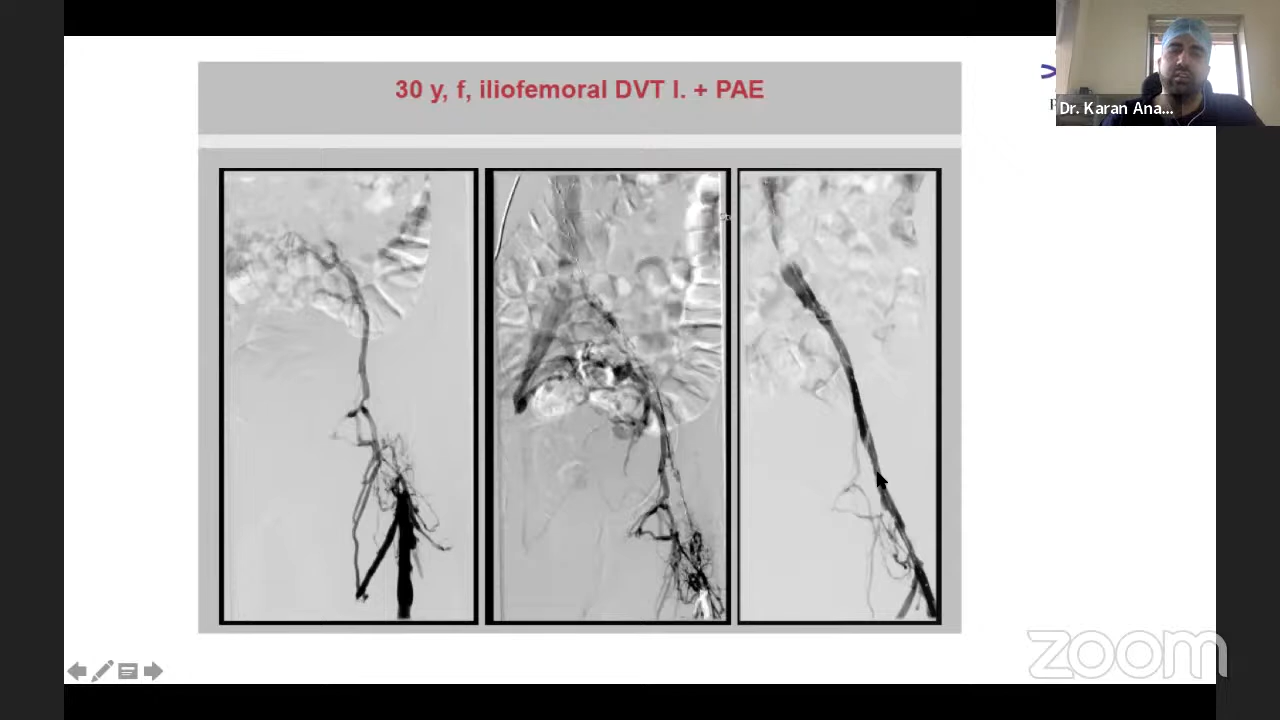 30 y, f, iliofemoral DVT I. + PAE
Dr. Karan Ana...
zoom